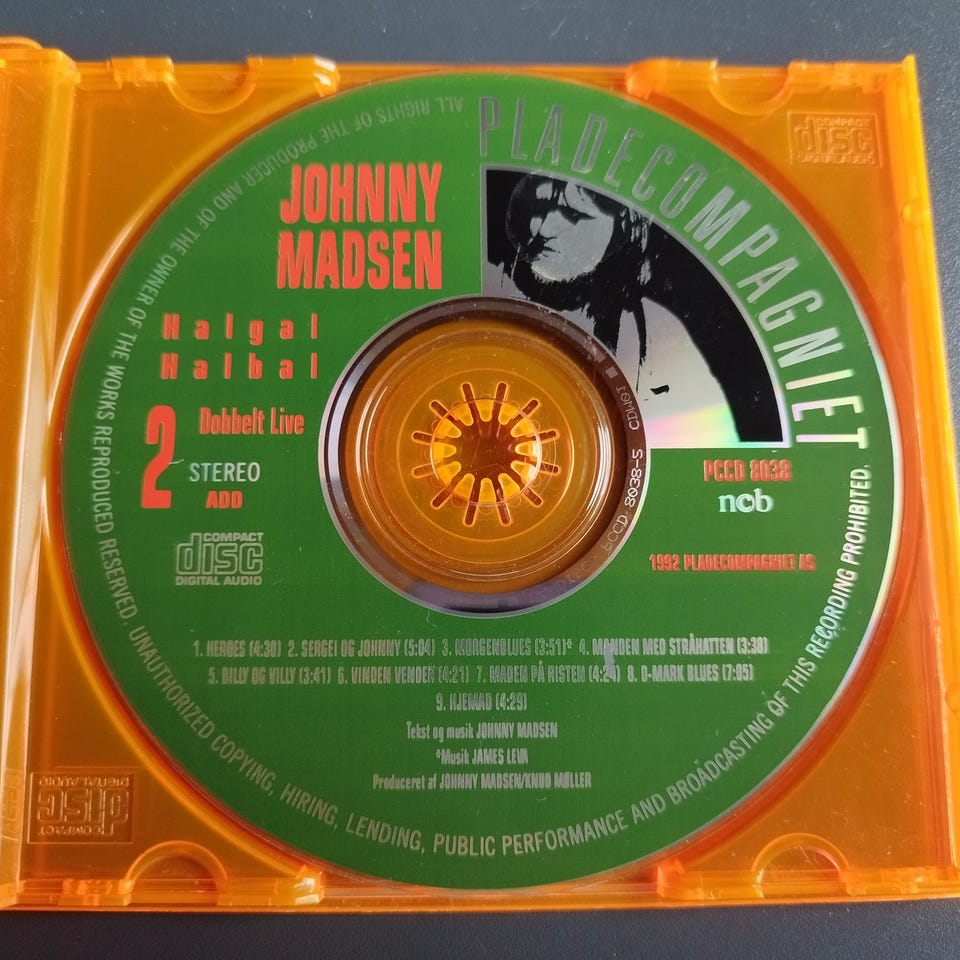 PLADECOMPAGNIET
JOHNNY
MADSEN
Halgal
Halbal
2
Dobbelt Live
STEREO
ADD
COMPACT
disc
DIGITAL AUDIO
PCCD 8038
ncb
1992 PLADECOMPAGNIET AS
PCCD 8038-S
1. HEROES (4:30) 2. SERGEI OG JOHNNY (5:04) 3. MORGENBLUES (3:51)* 4. MANDEN MED STRÅHATTEN (3:38)
5. BILLY OG VILLY (3:41) 6. VINDEN VENDER (4:21) 7. MADEN PÅ RISTEN (4:24) 8. D-MARK BLUES (7:05)
9. HJEMAD (4:29)
Tekst og musik JOHNNY MADSEN
*Musik JAMES LEVA
Produceret af JOHNNY MADSEN/KNUD MØLLER
ALL RIGHTS OF THE PRODUCER AND OF THE OWNER OF THE WORKS REPRODUCED RESERVED. UNAUTHORIZED COPYING, HIRING, LENDING, PUBLIC PERFORMANCE AND BROADCASTING OF THIS RECORDING PROHIBITED.
COMPACT
disc
DIGITAL AUDIO
COMPACT
disc
DIGITAL AUDIO